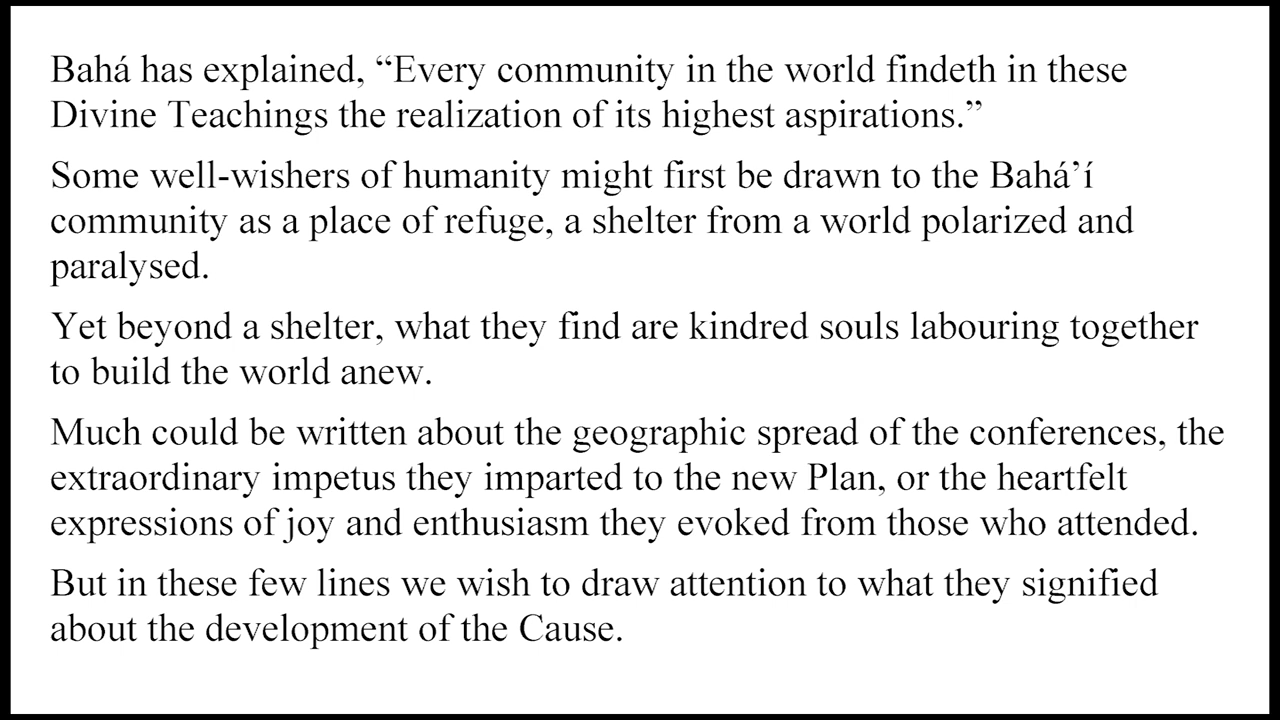 Bahá has explained, “Every community in the world findeth in these
Divine Teachings the realization of its highest aspirations.”
Some well-wishers of humanity might first be drawn to the Bahá’í
community as a place of refuge, a shelter from a world polarized and
paralysed.
Yet beyond a shelter, what they find are kindred souls labouring together
to build the world anew.
Much could be written about the geographic spread of the conferences, the
extraordinary impetus they imparted to the new Plan, or the heartfelt
expressions of joy and enthusiasm they evoked from those who attended.
But in these few lines we wish to draw attention to what they signified
about the development of the Cause.